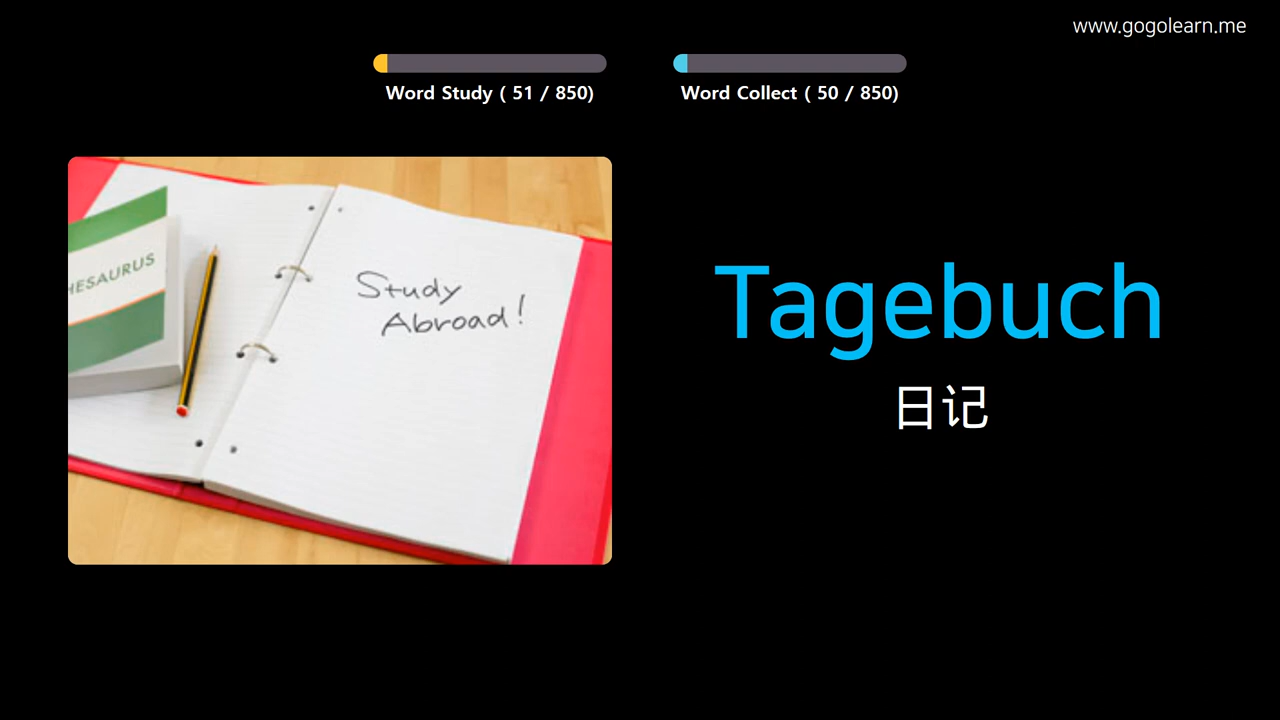 www.gogolearn.me
Word Study ( 51 / 850)
Word Collect ( 50 / 850)
HESAURUS
Study
Abroad!
Tagebuch
日记